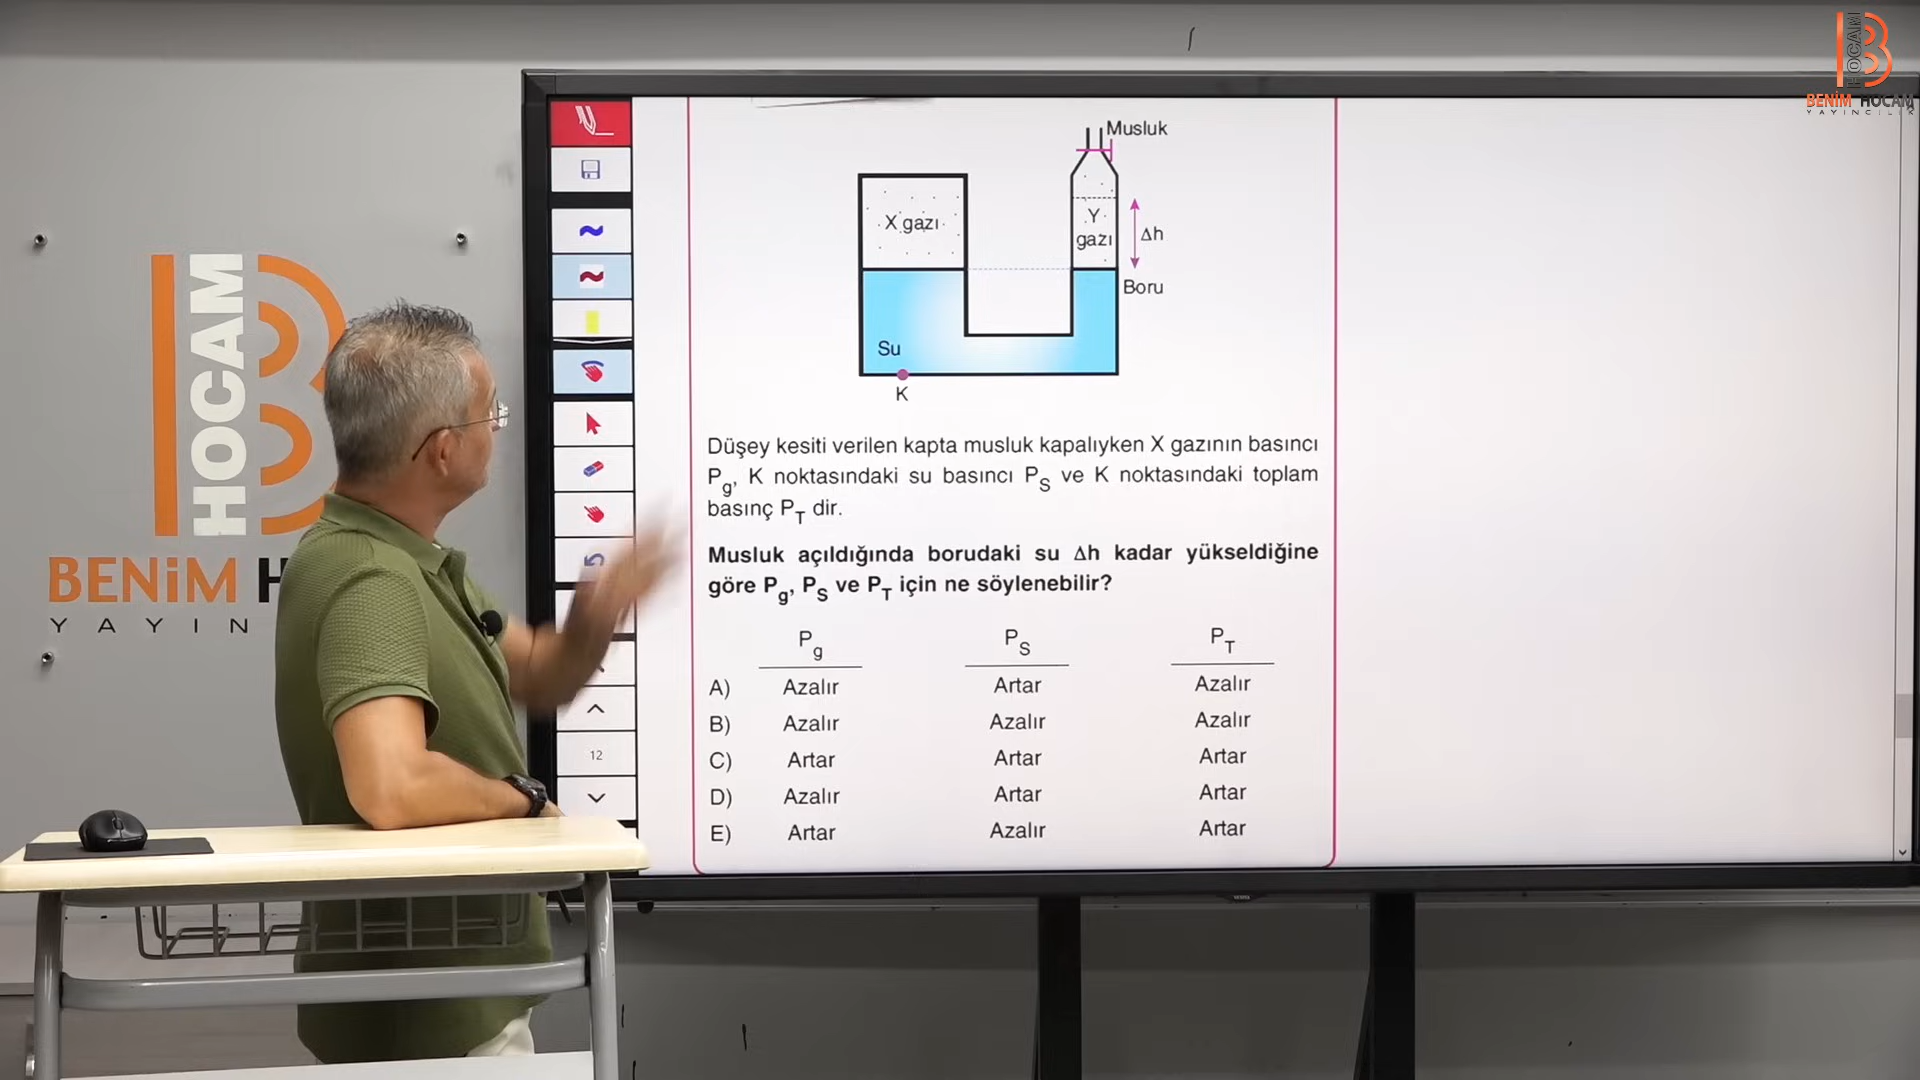 BENİM HOCAM
YAYINCILIK
HOCAM
Musluk
X gazı
Y
gazı
Δh
Boru
Su
K
Düşey kesiti verilen kapta musluk kapalıyken X gazının basıncı
Pg, K noktasındaki su basıncı PS ve K noktasındaki toplam
basınç PT dir.
Musluk açıldığında borudaki su Δh kadar yükseldiğine
göre Pg, PS ve PT için ne söylenebilir?
Pg PS PT
A) Azalır Artar Azalır
B) Azalır Azalır Azalır
C) Artar Artar Artar
D) Azalır Artar Artar
E) Artar Azalır Artar
12
HOCAM
BENİM H
YAYIN